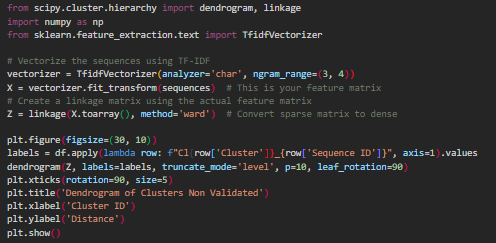 from scipy.cluster.hierarchy import dendrogram, linkage
import numpy as np
from sklearn.feature_extraction.text import TfidfVectorizer
# Vectorize the sequences using TF-IDF
vectorizer = TfidfVectorizer(analyzer='char', ngram_range=(3, 4))
X = vectorizer.fit_transform(sequences)  # This is your feature matrix
# Create a linkage matrix using the actual feature matrix
Z = linkage(X.toarray(), method='ward')  # Convert sparse matrix to dense
plt.figure(figsize=(30, 10))
labels = df.apply(lambda row: f"Cl{row['Cluster']}_{row['Sequence ID']}", axis=1).values
dendrogram(Z, labels=labels, truncate_mode='level', p=10, leaf_rotation=90)
plt.xticks(rotation=90, size=5)
plt.title('Dendrogram of Clusters Non Validated')
plt.xlabel('Cluster ID')
plt.ylabel('Distance')
plt.show()